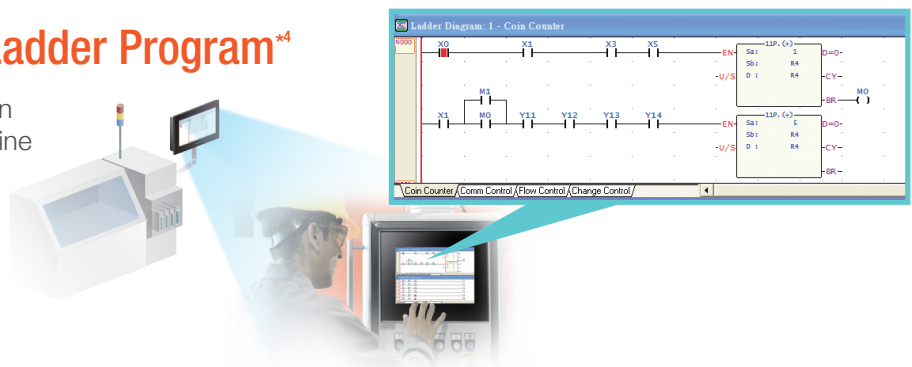 Ladder Program*4
n
ine
Ladder Diagram: 1 - Coin Counter
N000
X0 X1 X3 X5
11P.(+)
EN Sa: 1 D=0
Sb: R4
U/S D : R4 CY
BR M0
( )
M1
X1 M0 Y11 Y12 Y13 Y14
11P.(+)
EN Sa: 5 D=0
Sb: R4
U/S D : R4 CY
BR
Coin Counter Comm Control Flow Control Change Control